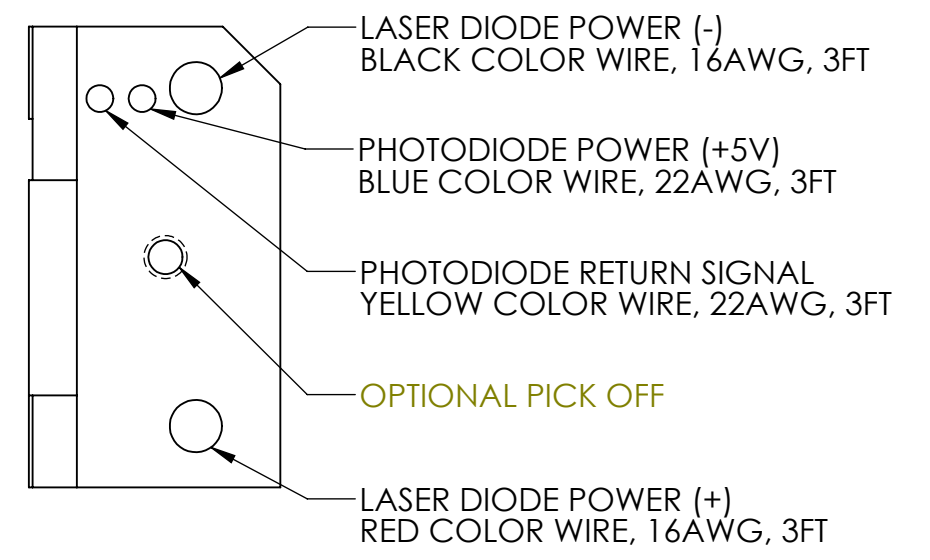 LASER DIODE POWER (-)
BLACK COLOR WIRE, 16AWG, 3FT
PHOTODIODE POWER (+5V)
BLUE COLOR WIRE, 22AWG, 3FT
PHOTODIODE RETURN SIGNAL
YELLOW COLOR WIRE, 22AWG, 3FT
OPTIONAL PICK OFF
LASER DIODE POWER (+)
RED COLOR WIRE, 16AWG, 3FT